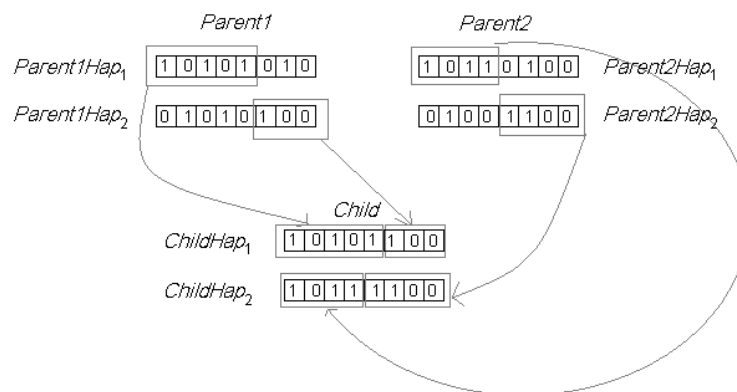 Parent1 Parent2
Parent1Hap1 1 0 1 0 1 0 1 0 1 0 1 1 0 1 0 0 Parent2Hap1
Parent1Hap2 0 1 0 1 0 1 0 0 0 1 0 0 1 1 0 0 Parent2Hap2
Child
ChildHap1 1 0 1 0 1 1 0 0
ChildHap2 1 0 1 1 1 1 0 0